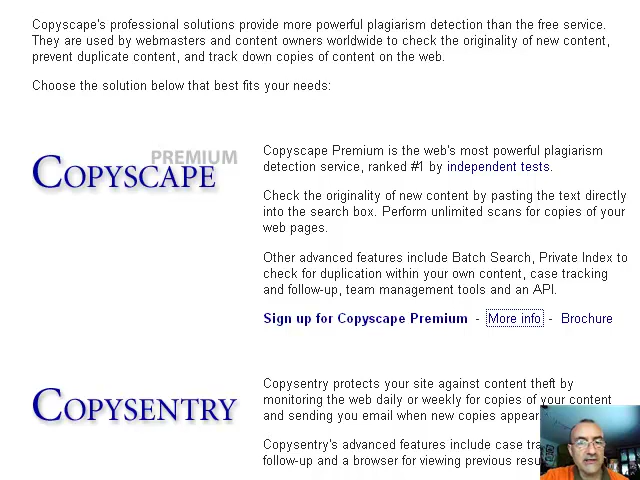 Copyscape's professional solutions provide more powerful plagiarism detection than the free service.
They are used by webmasters and content owners worldwide to check the originality of new content,
prevent duplicate content, and track down copies of content on the web.
Choose the solution below that best fits your needs:
PREMIUM
COPYSCAPE
Copyscape Premium is the web's most powerful plagiarism
detection service, ranked #1 by independent tests.
Check the originality of new content by pasting the text directly
into the search box. Perform unlimited scans for copies of your
web pages.
Other advanced features include Batch Search, Private Index to
check for duplication within your own content, case tracking
and follow-up, team management tools and an API.
Sign up for Copyscape Premium - More info - Brochure
COPYSENTRY
Copysentry protects your site against content theft by
monitoring the web daily or weekly for copies of your content
and sending you email when new copies appear
Copysentry's advanced features include case
follow-up and a browser for viewing previous